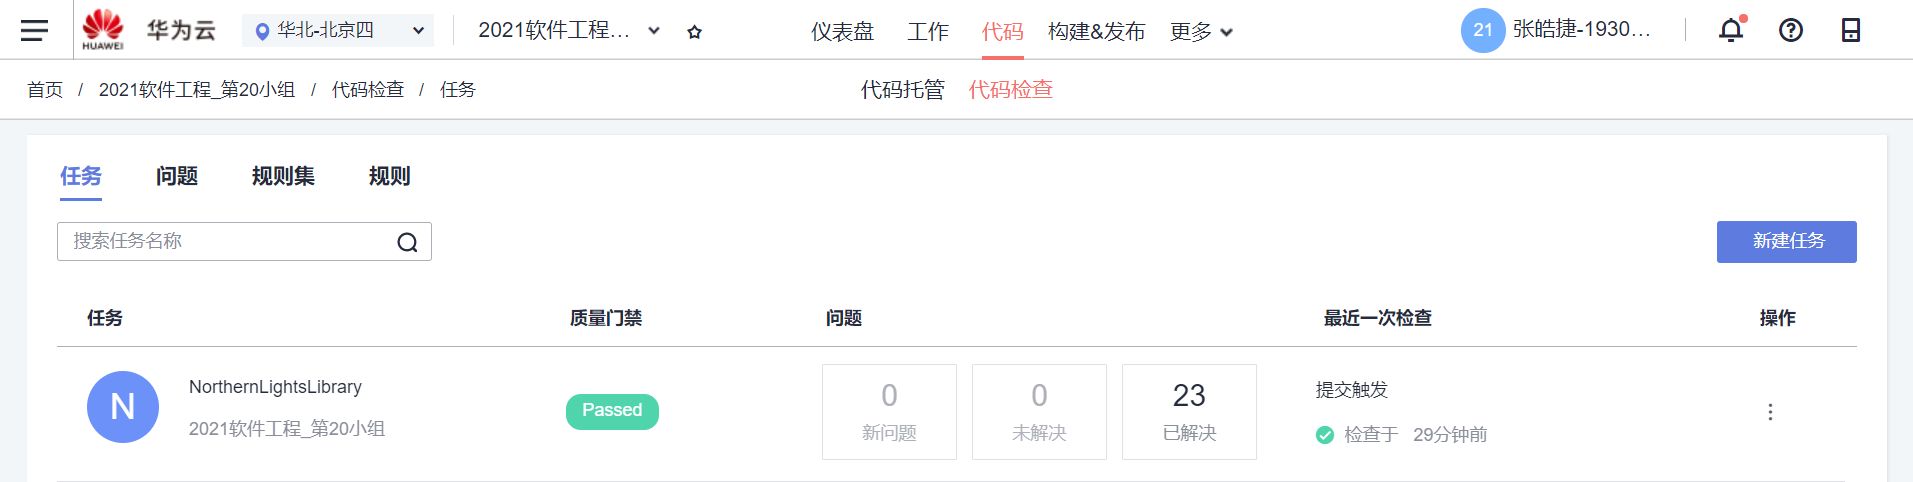 HUAWEI 华为云 华北-北京四 2021软件工程... 仪表盘 工作 代码 构建&发布 更多 21 张皓捷-1930...
首页 / 2021软件工程_第20小组 / 代码检查 / 任务 代码托管 代码检查
任务 问题 规则集 规则
搜索任务名称 新建任务
任务 质量门禁 问题 最近一次检查 操作
N NorthernLightsLibrary Passed 0 0 23 提交触发
2021软件工程_第20小组 新问题 未解决 已解决 检查于 29分钟前